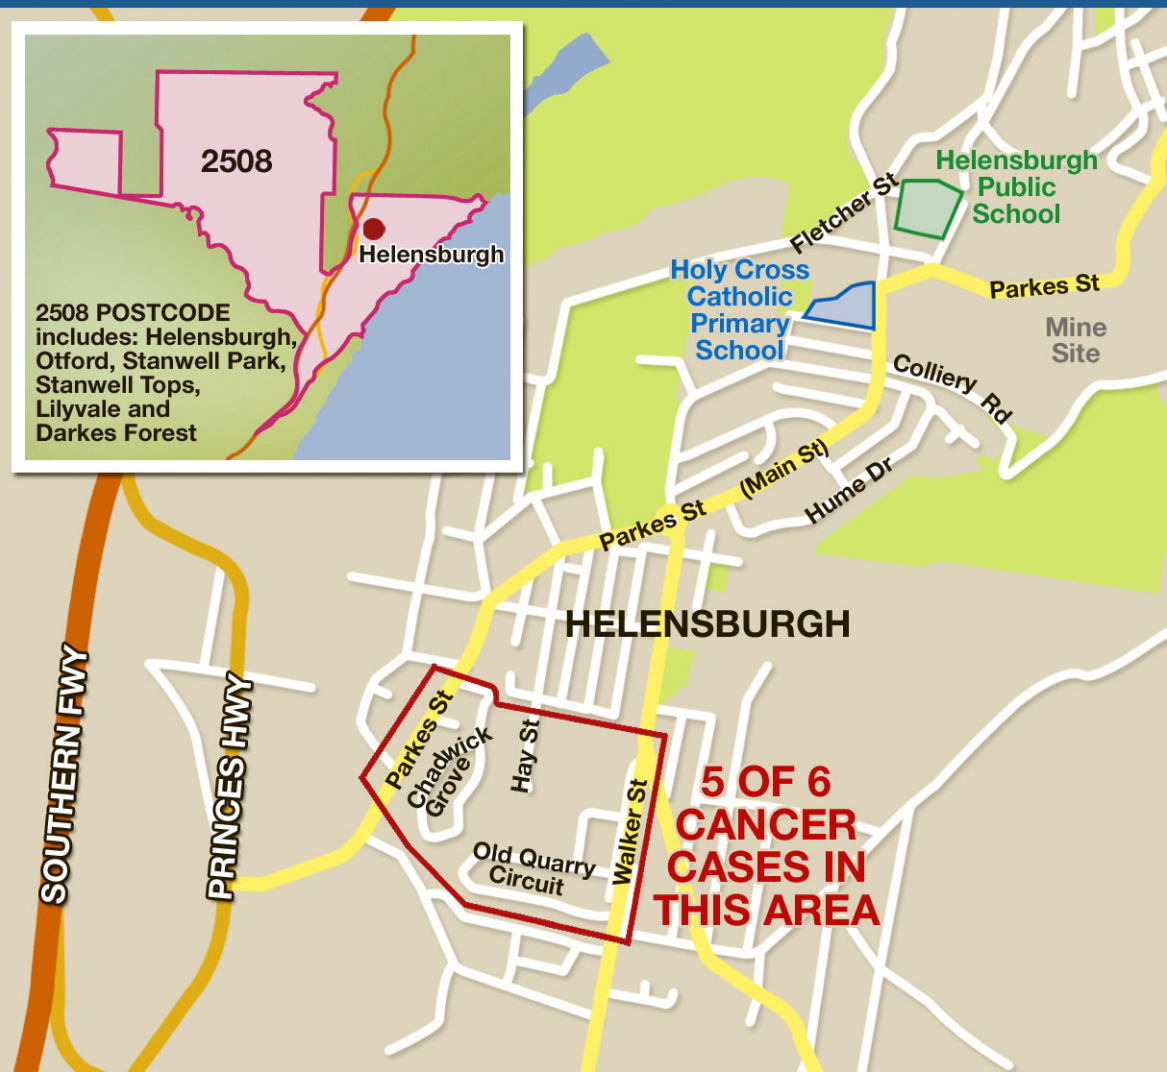 2508
Helensburgh
2508 POSTCODE
includes: Helensburgh,
Otford, Stanwell Park,
Stanwell Tops,
Lilyvale and
Darkes Forest
Helensburgh
Public
School
Fletcher St
Holy Cross
Catholic
Primary
School
Parkes St
Mine
Site
Colliery Rd
(Main St)
Hume Dr
Parkes St
HELENSBURGH
SOUTHERN FWY
PRINCES HWY
Parkes St
Chadwick
Grove
Hay St
Walker St
Old Quarry
Circuit
5 OF 6
CANCER
CASES IN
THIS AREA